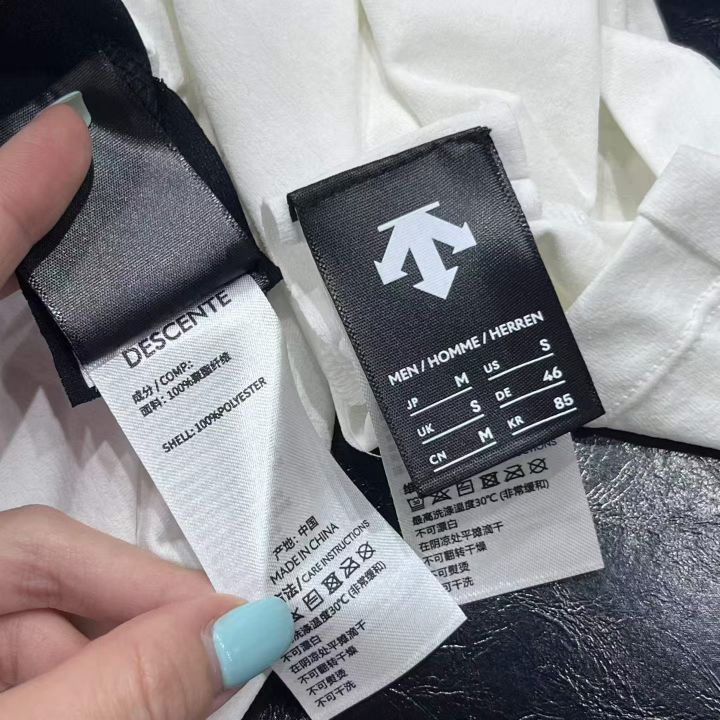 DESCENTE
成分/COMP:
面料: 100%聚酯纤维
SHELL: 100%POLYESTER
产地: 中国
MADE IN CHINA
方法/CARE INSTRUCTIONS
洗涤温度30℃ (非常缓和)
不可漂白
在阴凉处平摊滴干
不可翻转干燥
不可熨烫
不可干洗
MEN / HOMME / HERREN
JP M US S
UK S DE 46
CN M KR 85
最高洗涤温度30℃ (非常缓和)
不可漂白
在阴凉处平摊滴干
不可翻转干燥
不可熨烫
不可干洗